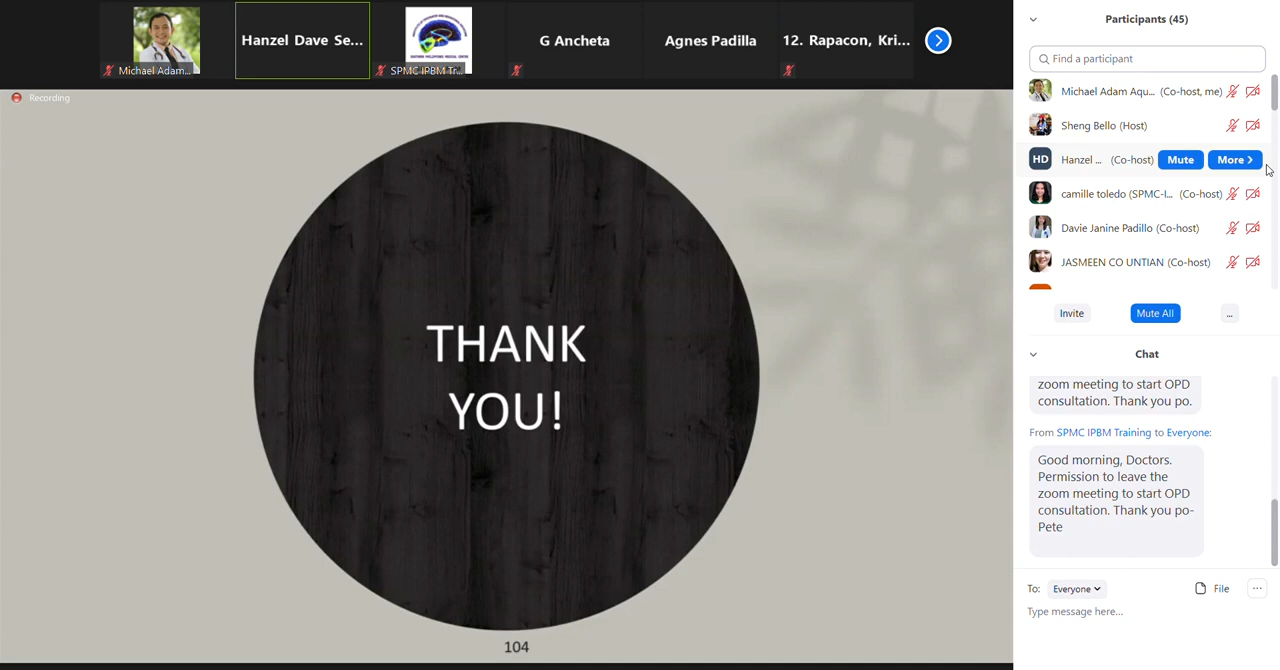 Hanzel Dave Se...
G Ancheta
Agnes Padilla
12. Rapacon, Kri...
Michael Adam...
SPMC IPBM Tr...
Recording
THANK
YOU!
104
Participants (45)
Find a participant
Michael Adam Aqu... (Co-host, me)
Sheng Bello (Host)
HD Hanzel ... (Co-host) Mute More >
camille toledo (SPMC-I... (Co-host)
Davie Janine Padillo (Co-host)
JASMEEN CO UNTIAN (Co-host)
Invite Mute All ...
Chat
zoom meeting to start OPD
consultation. Thank you po.
From SPMC IPBM Training to Everyone:
Good morning, Doctors.
Permission to leave the
zoom meeting to start OPD
consultation. Thank you po-
Pete
To: Everyone File ...
Type message here...